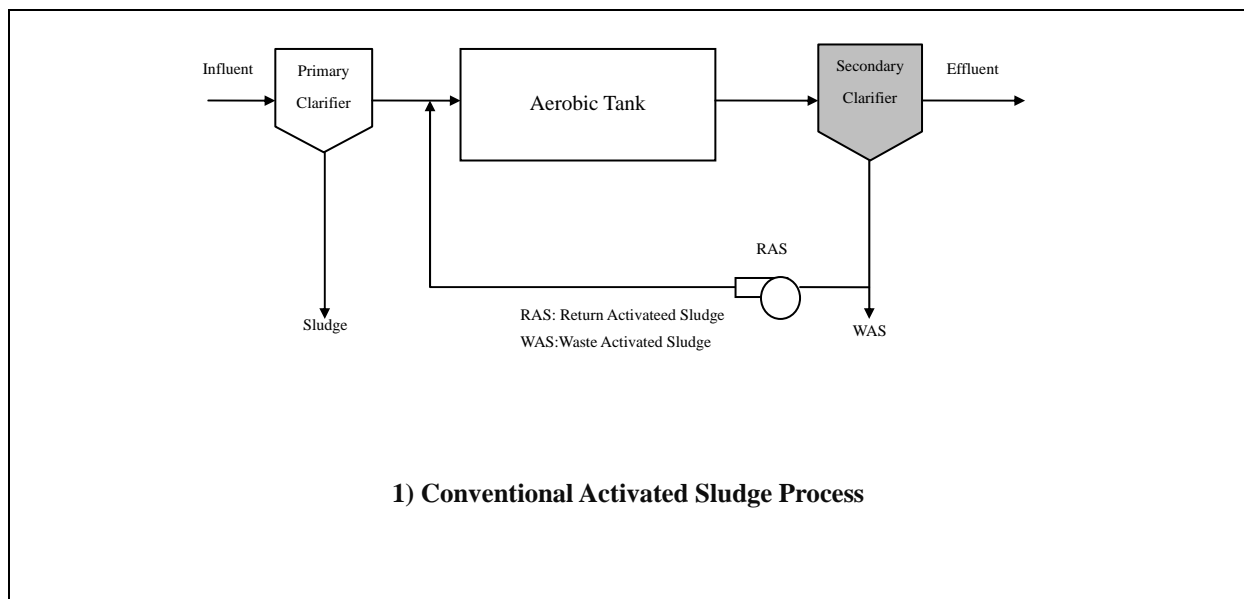 Influent
Primary
Clarifier
Aerobic Tank
Secondary
Clarifier
Effluent
RAS
RAS: Return Activateed Sludge
WAS:Waste Activated Sludge
Sludge
WAS
1) Conventional Activated Sludge Process